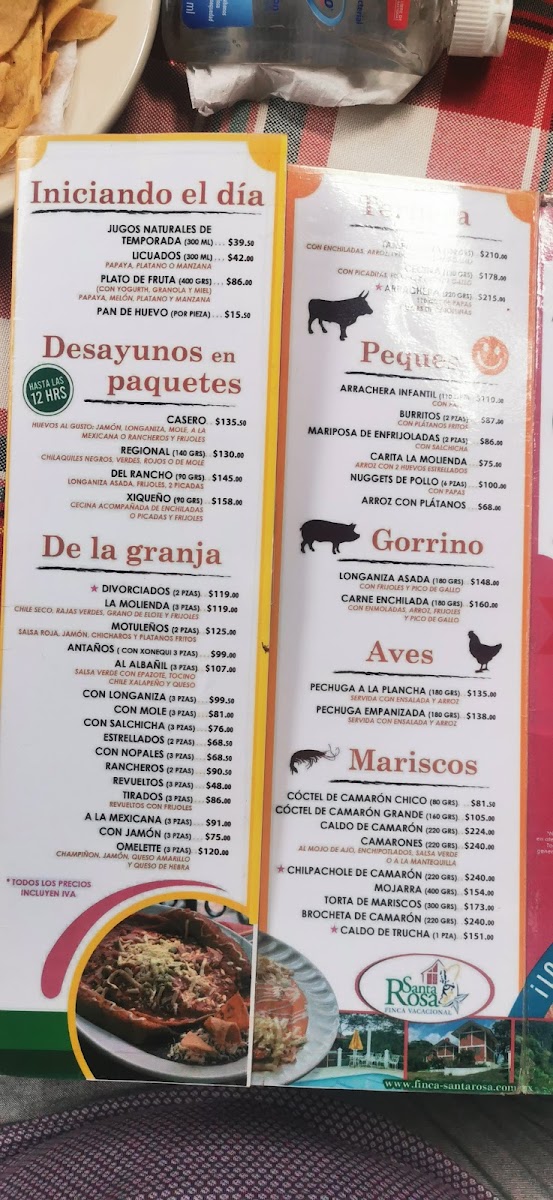 Iniciando el día
JUGOS NATURALES DE
TEMPORADA (300 ML)... $39.50
LICUADOS (300 ML)... $42.00
PAPAYA, PLATANO O MANZANA
PLATO DE FRUTA (400 GRS)... $86.00
(CON YOGURTH, GRANOLA Y MIEL)
PAPAYA, MELÓN, PLATANO Y MANZANA
PAN DE HUEVO (POR PIEZA)... $15.50
Desayunos en
paquetes
HASTA LAS
12 HRS
CASERO.. $135.50
HUEVOS AL GUSTO: JAMÓN, LONGANIZA, MOLE, A LA
MEXICANA O RANCHEROS Y FRIJOLES
REGIONAL (140 GRS)... $130.00
CHILAQUILES NEGROS, VERDES, ROJOS O DE MOLE
DEL RANCHO (90 GRS)... $145.00
LONGANIZA ASADA, FRIJOLES, 2 PICADAS
XIQUEÑO (90 GRS)... $158.00
CECINA ACOMPAÑADA DE ENCHILADAS
O PICADAS Y FRIJOLES
De la granja
★ DIVORCIADOS (2 PZAS)... $119.00
LA MOLIENDA (3 PZAS)... $119.00
CHILE SECO, RAJAS VERDES, GRANO DE ELOTE Y FRIJOLES
MOTULEÑOS (2 PZAS)... $125.00
SALSA ROJA, JAMÓN, CHICHAROS Y PLATANOS FRITOS
ANTAÑOS ( CON XONEQUI 3 PZAS)... $99.00
AL ALBAÑIL (3 PZAS)... $107.00
SALSA VERDE CON EPAZOTE, TOCINO
CHILE XALAPEÑO Y QUESO
CON LONGANIZA (3 PZAS)... $99.50
CON MOLE (3 PZAS)... $81.00
CON SALCHICHA (3 PZAS)... $76.00
ESTRELLADOS (2 PZAS)... $68.50
CON NOPALES (3 PZAS)... $68.50
RANCHEROS (2 PZAS)... $90.50
REVUELTOS (3 PZAS)... $48.00
TIRADOS (3 PZAS)... $86.00
REVUELTOS CON FRIJOLES
A LA MEXICANA (3 PZAS)... $91.00
CON JAMÓN (3 PZAS)... $75.00
OMELETTE (3 PZAS)... $120.00
CHAMPIÑON, JAMÓN, QUESO AMARILLO
Y QUESO DE HEBRA
*TODOS LOS PRECIOS
INCLUYEN IVA.
$210.00
CON ENCHILADAS,
$178.00
CON PICADITAS,
★ $215.00
Peques
ARRACHERA INFANTIL $110.00
BURRITOS (2 PZAS)... $87.00
CON PLÁTANOS FRITOS
MARIPOSA DE ENFRIJOLADAS (2 PZAS)... $86.00
CON SALCHICHA
CARITA LA MOLIENDA... $75.00
ARROZ CON 2 HUEVOS ESTRELLADOS
NUGGETS DE POLLO (6 PZAS)... $100.00
CON PAPAS
ARROZ CON PLÁTANOS... $68.00
Gorrino
LONGANIZA ASADA (180 GRS)... $148.00
CON FRIJOLES Y PICO DE GALLO
CARNE ENCHILADA (180 GRS)... $160.00
CON ENMOLADAS, ARROZ, FRIJOLES
Y PICO DE GALLO
Aves
PECHUGA A LA PLANCHA (180 GRS)... $135.00
SERVIDA CON ENSALADA Y ARROZ
PECHUGA EMPANIZADA (180 GRS)... $138.00
SERVIDA CON ENSALADA Y ARROZ
Mariscos
CÓCTEL DE CAMARÓN CHICO (80 GRS)... $81.50
CÓCTEL DE CAMARÓN GRANDE (160 GRS)... $105.00
CALDO DE CAMARÓN (220 GRS)... $224.00
CAMARONES (220 GRS)... $240.00
AL MOJO DE AJO, ENCHIPOTLADOS, SALSA VERDE
O A LA MANTEQUILLA
★ CHILPACHOLE DE CAMARÓN (220 GRS)... $240.00
MOJARRA (400 GRS)... $154.00
TORTA DE MARISCOS (300 GRS)... $173.00
BROCHETA DE CAMARÓN (220 GRS)... $240.00
★ CALDO DE TRUCHA (1 PZA)... $151.00
Santa
Rosa
FINCA VACACIONAL
www.finca-santarosa.com.mx